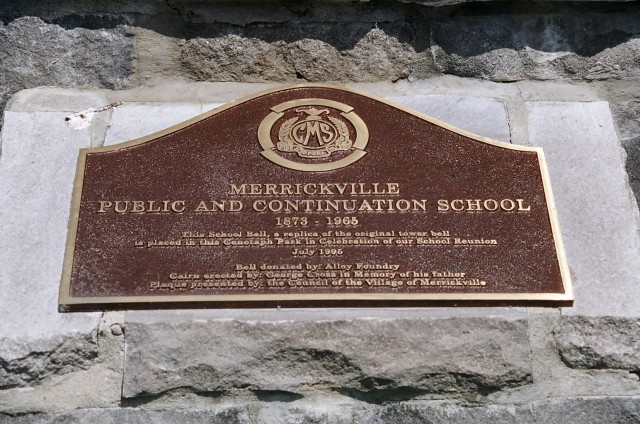 CMS
MERRICKVILLE
PUBLIC AND CONTINUATION SCHOOL
1873 - 1965
This School Bell, a replica of the original tower bell
is placed in this Cenotaph Park in Celebration of our School Reunion
July 1995
Bell donated by: Alloy Foundry
Cairn erected by: George Cross in Memory of his Father
Plaque presented by: the Council of the Village of Merrickville